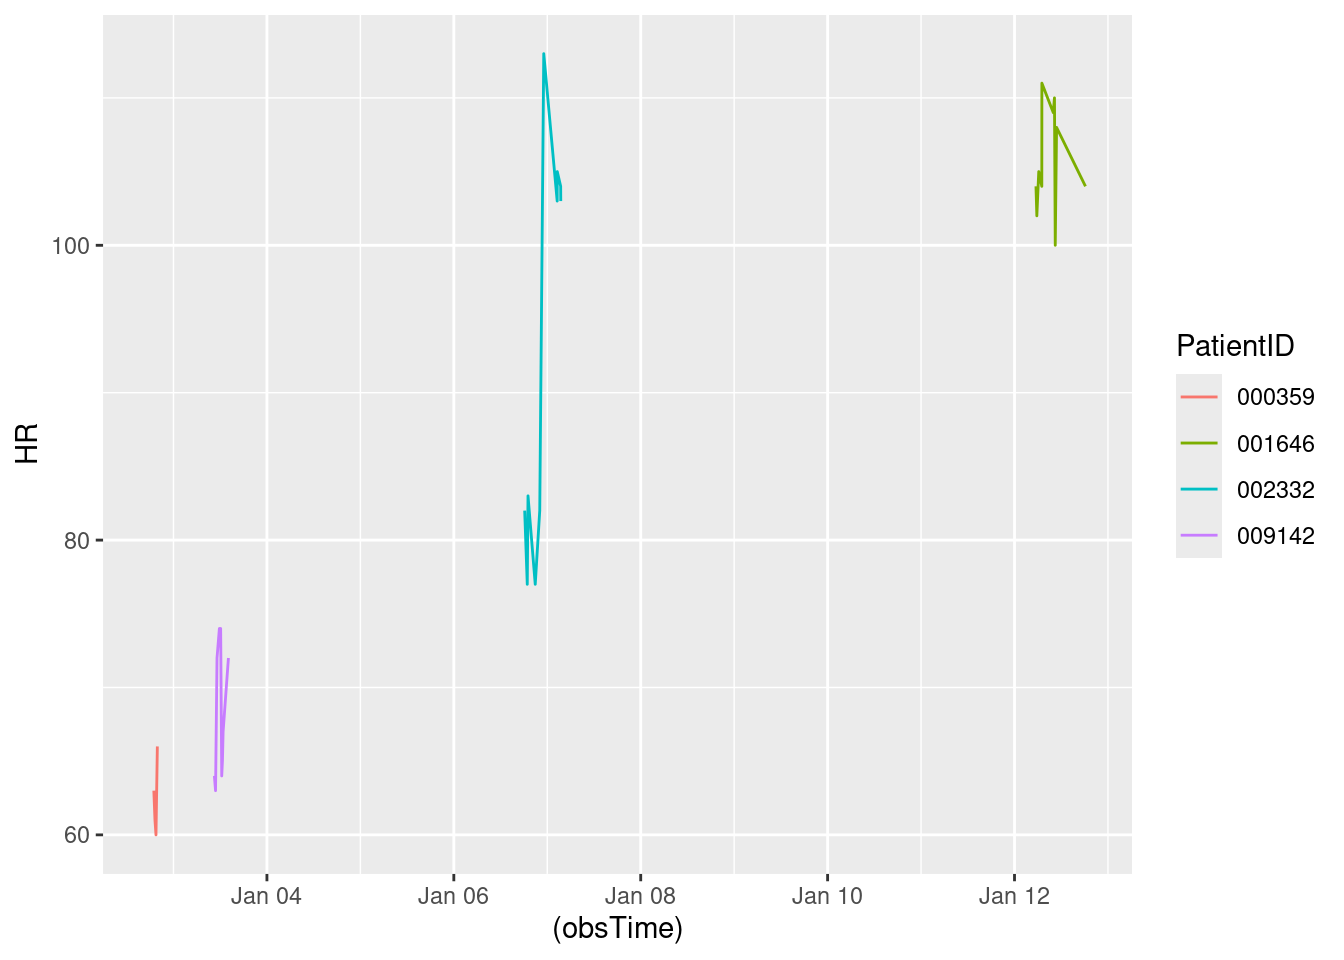 HR
100
80
60
Jan 04
Jan 06
Jan 08
Jan 10
Jan 12
(obsTime)
PatientID
000359
001646
002332
009142